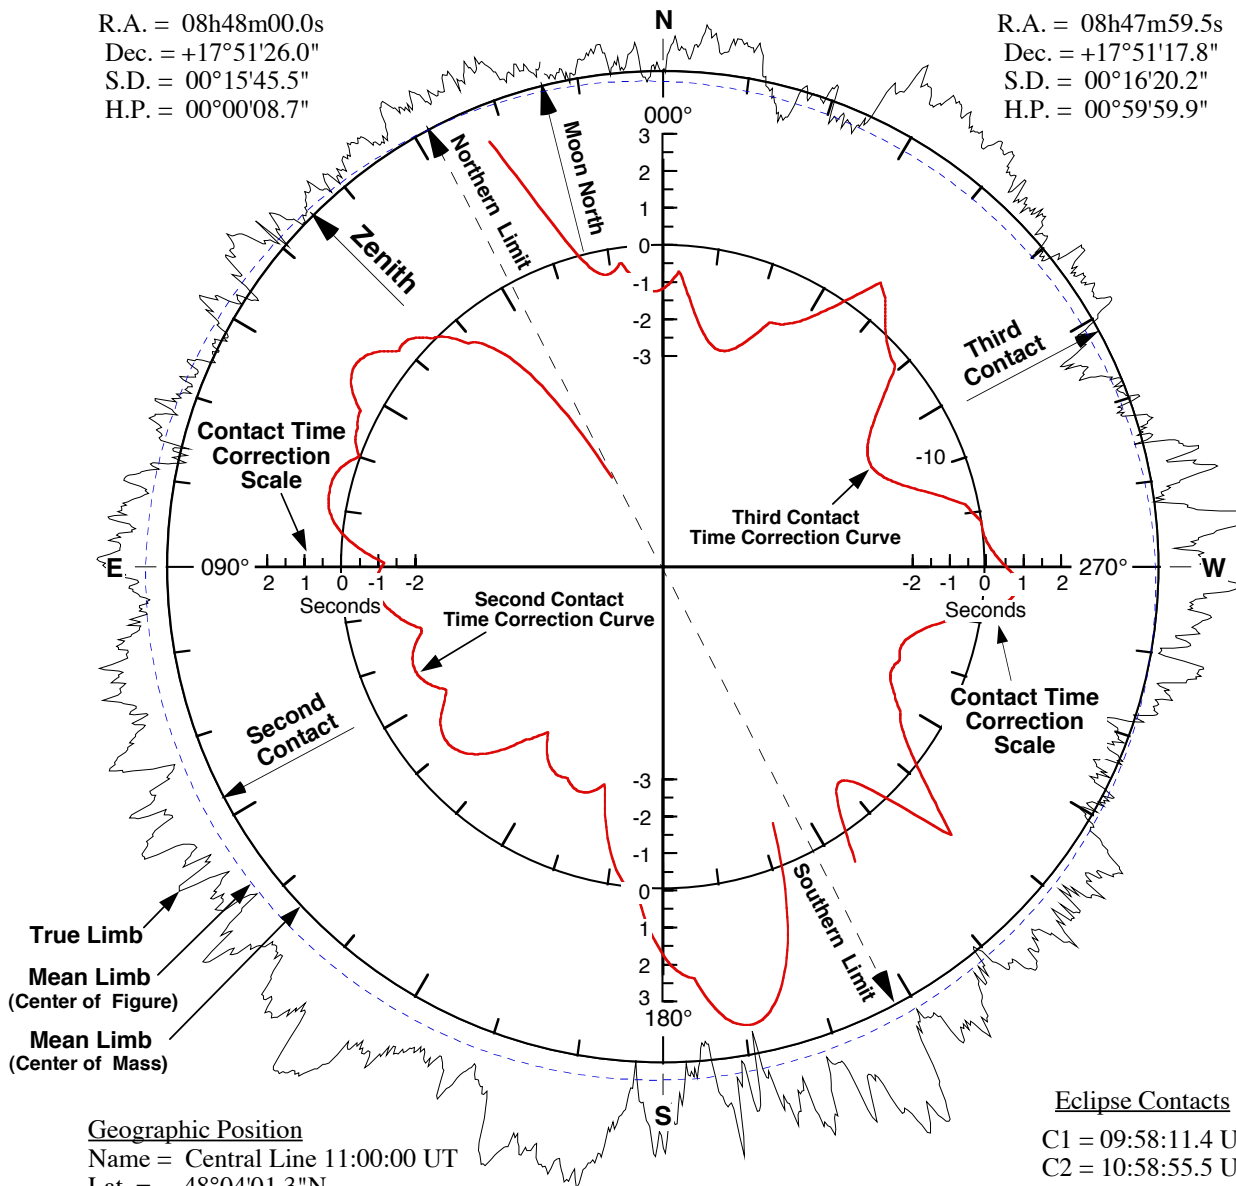 R.A. = 08h48m00.0s
Dec. = +17°51'26.0"
S.D. = 00°15'45.5"
H.P. = 00°00'08.7"
R.A. = 08h47m59.5s
Dec. = +17°51'17.8"
S.D. = 00°16'20.2"
H.P. = 00°59'59.9"
N
000°
3
2
1
0
-1
-2
-3
Moon North
Northern Limit
Zenith
Third
Contact
Contact Time
Correction
Scale
-10
Third Contact
Time Correction Curve
E
090°
2 1 0 -1 -2
Seconds
-2 -1 0 1 2
Seconds
270°
W
Second Contact
Time Correction Curve
Contact Time
Correction
Scale
Second
Contact
-3
-2
-1
0
1
2
3
180°
Southern Limit
True Limb
Mean Limb
(Center of Figure)
Mean Limb
(Center of Mass)
S
Geographic Position
Name = Central Line 11:00:00 UT
Lat. = 48°04'01.3"N
Eclipse Contacts
C1 = 09:58:11.4 U
C2 = 10:58:55.5 U